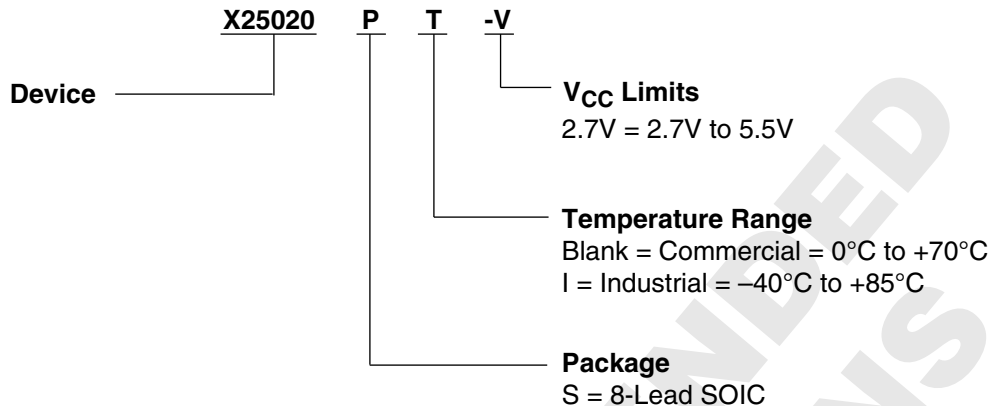 X25020 P T -V
Device
VCC Limits
2.7V = 2.7V to 5.5V
Temperature Range
Blank = Commercial = 0°C to +70°C
I = Industrial = –40°C to +85°C
Package
S = 8-Lead SOIC